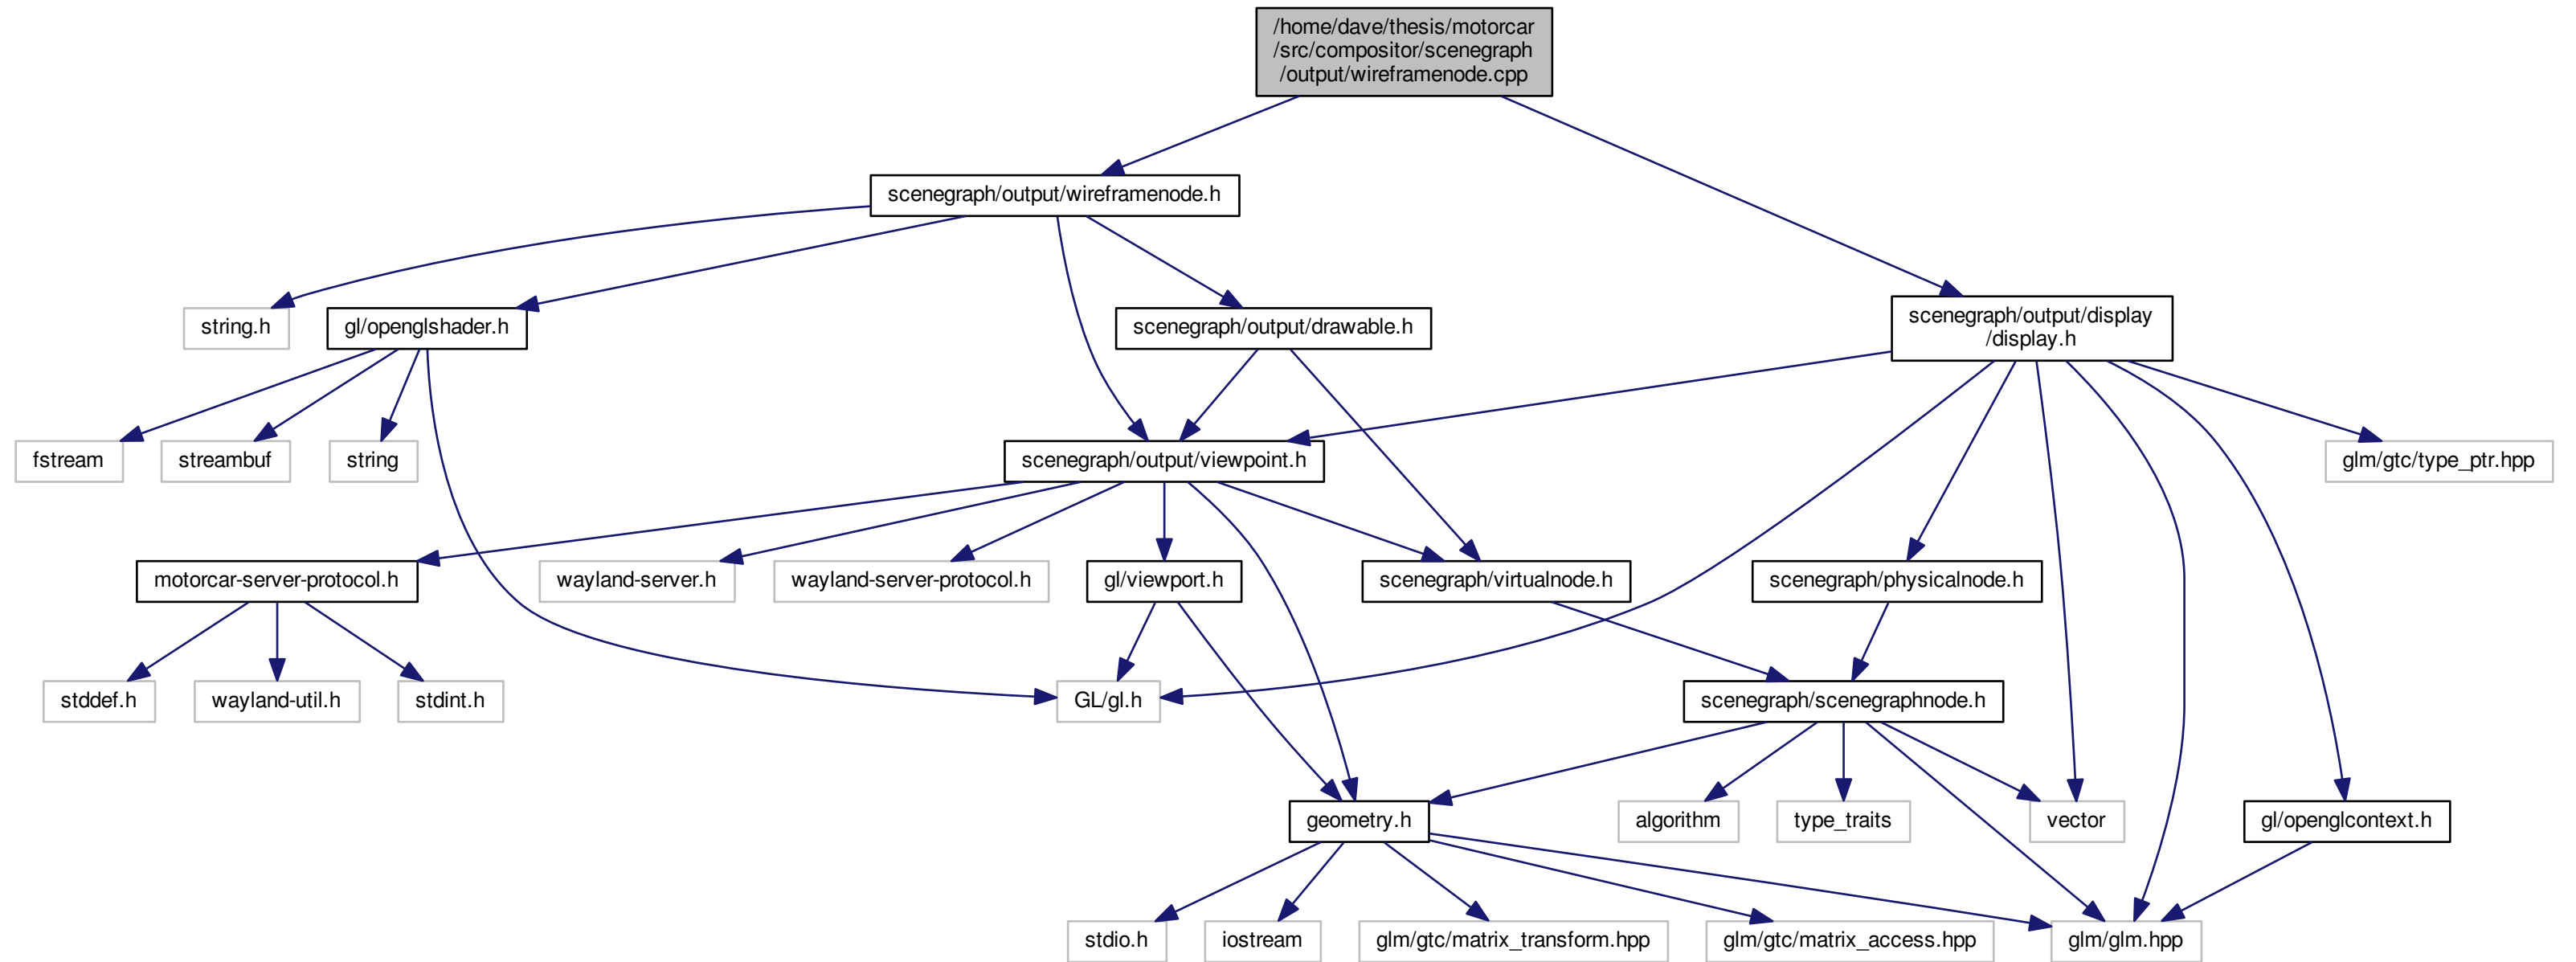 /home/dave/thesis/motorcar
/src/compositor/scenegraph
/output/wireframenode.cpp
scenegraph/output/wireframenode.h
string.h
gl/openglshader.h
scenegraph/output/drawable.h
scenegraph/output/display
/display.h
fstream
streambuf
string
scenegraph/output/viewpoint.h
glm/gtc/type_ptr.hpp
motorcar-server-protocol.h
wayland-server.h
wayland-server-protocol.h
gl/viewport.h
scenegraph/virtualnode.h
scenegraph/physicalnode.h
stddef.h
wayland-util.h
stdint.h
GL/gl.h
scenegraph/scenegraphnode.h
geometry.h
algorithm
type_traits
vector
gl/openglcontext.h
stdio.h
iostream
glm/gtc/matrix_transform.hpp
glm/gtc/matrix_access.hpp
glm/glm.hpp